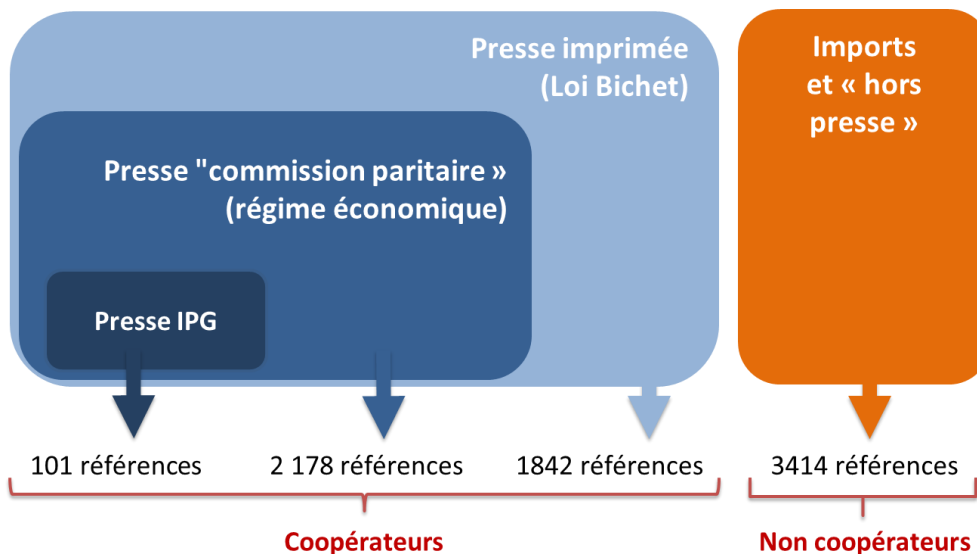 Presse imprimée
(Loi Bichet)
Imports
et « hors
presse »
Presse "commission paritaire »
(régime économique)
Presse IPG
101 références
2 178 références
1842 références
3414 références
Coopérateurs
Non coopérateurs